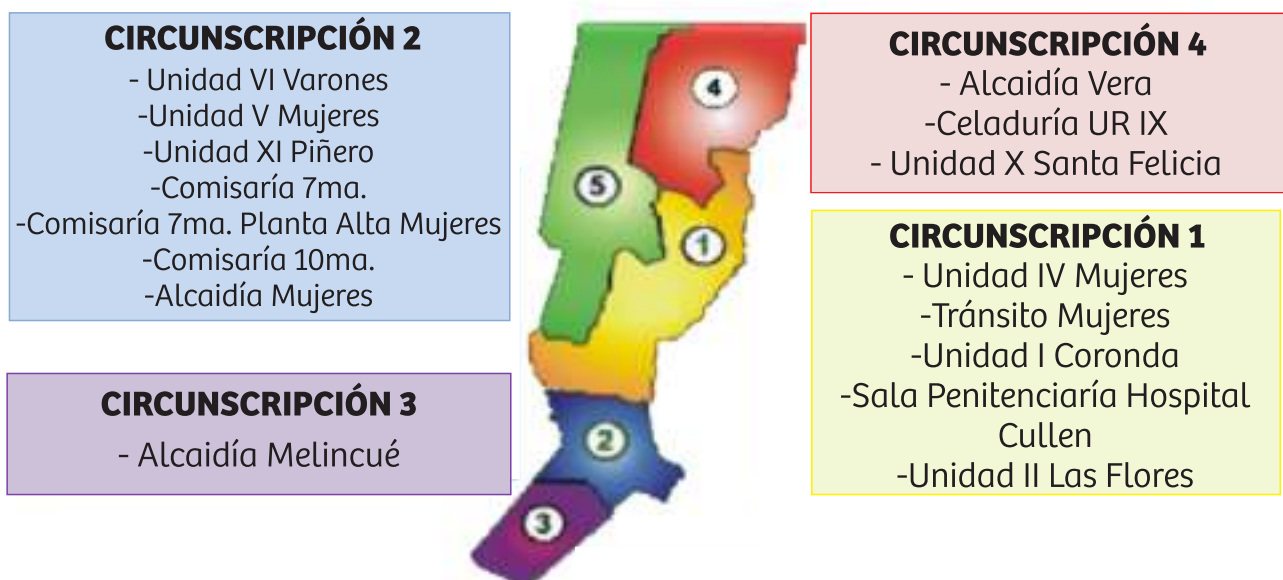 CIRCUNSCRIPCIÓN 2
- Unidad VI Varones
-Unidad V Mujeres
-Unidad XI Piñero
-Comisaría 7ma.
-Comisaría 7ma. Planta Alta Mujeres
-Comisaría 10ma.
-Alcaidía Mujeres
CIRCUNSCRIPCIÓN 3
- Alcaidía Melincué
4
5
1
2
3
CIRCUNSCRIPCIÓN 4
- Alcaidía Vera
-Celaduría UR IX
- Unidad X Santa Felicia
CIRCUNSCRIPCIÓN 1
- Unidad IV Mujeres
-Tránsito Mujeres
-Unidad I Coronda
-Sala Penitenciaría Hospital
Cullen
-Unidad II Las Flores